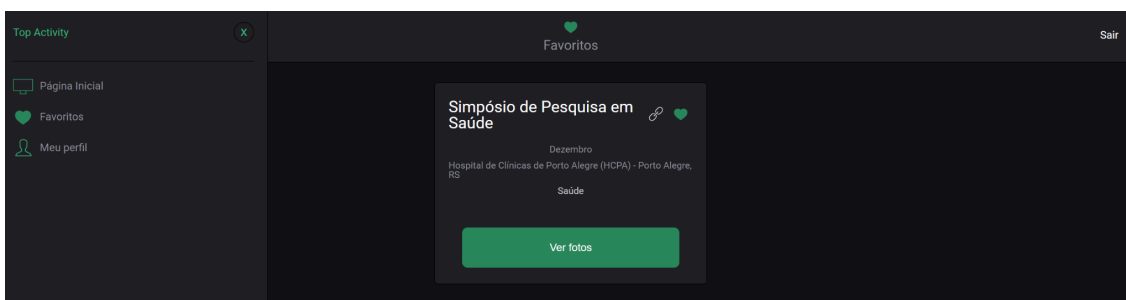 Top Activity
X
Favoritos
Sair
Página Inicial
Favoritos
Meu perfil
Simpósio de Pesquisa em
Saúde
Dezembro
Hospital de Clínicas de Porto Alegre (HCPA) - Porto Alegre,
RS
Saúde
Ver fotos